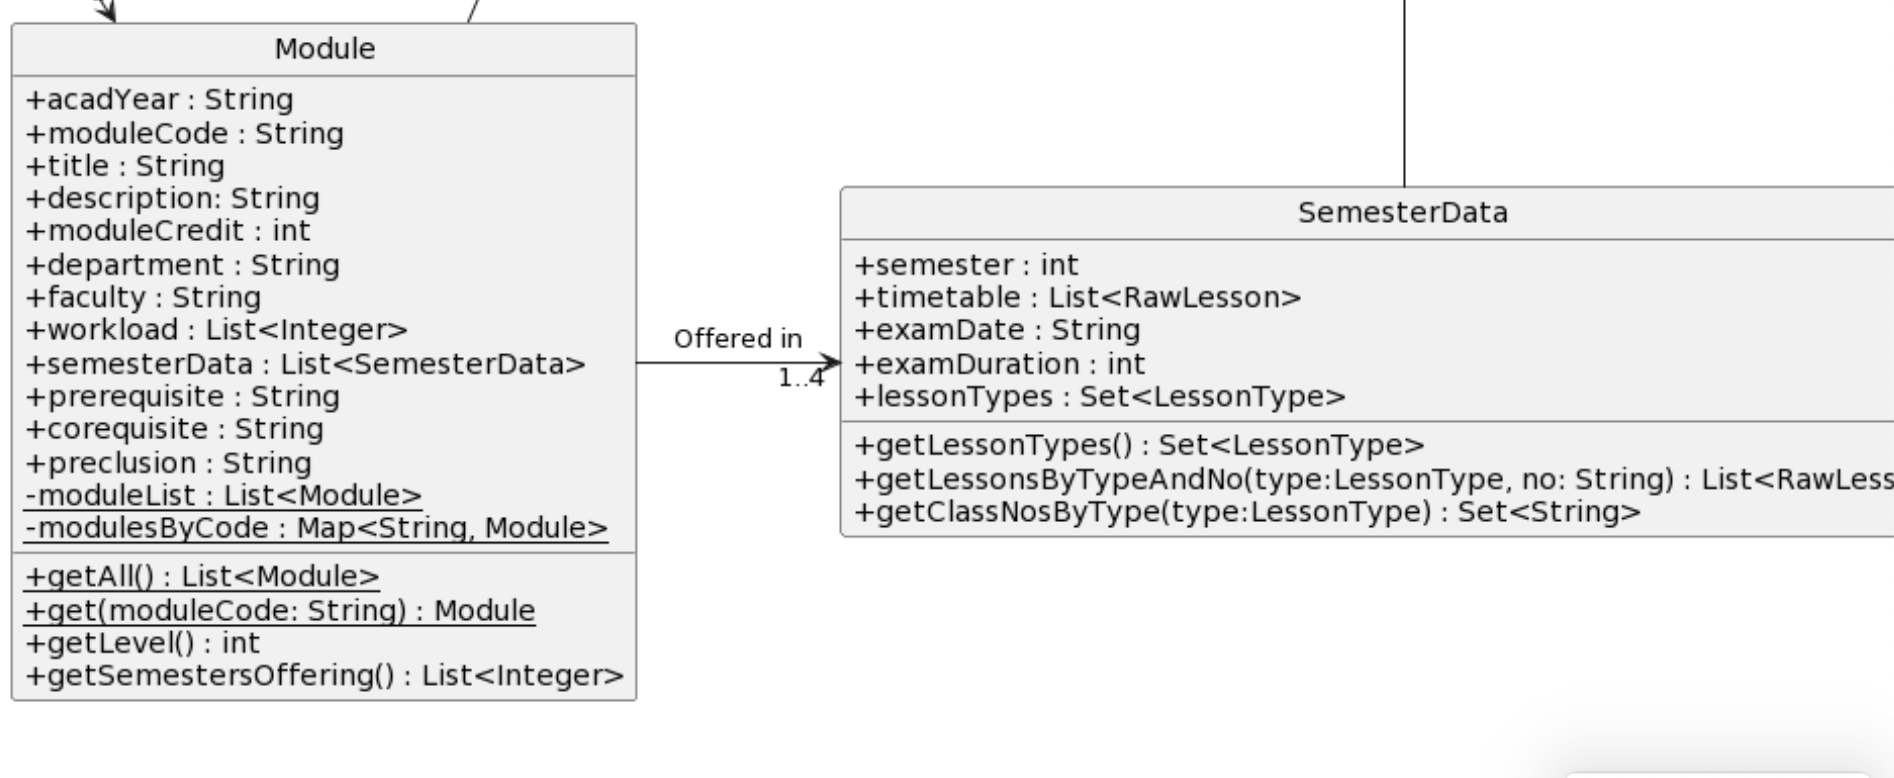 Module
+acadYear : String
+moduleCode : String
+title : String
+description: String
+moduleCredit : int
+department : String
+faculty : String
+workload : List<Integer>
+semesterData : List<SemesterData>
+prerequisite : String
+corequisite : String
+preclusion : String
-moduleList : List<Module>
-modulesByCode : Map<String, Module>
+getAll() : List<Module>
+get(moduleCode: String) : Module
+getLevel() : int
+getSemestersOffering() : List<Integer>
Offered in
1..4
SemesterData
+semester : int
+timetable : List<RawLesson>
+examDate : String
+examDuration : int
+lessonTypes : Set<LessonType>
+getLessonTypes() : Set<LessonType>
+getLessonsByTypeAndNo(type:LessonType, no: String) : List<RawLess
+getClassNosByType(type:LessonType) : Set<String>